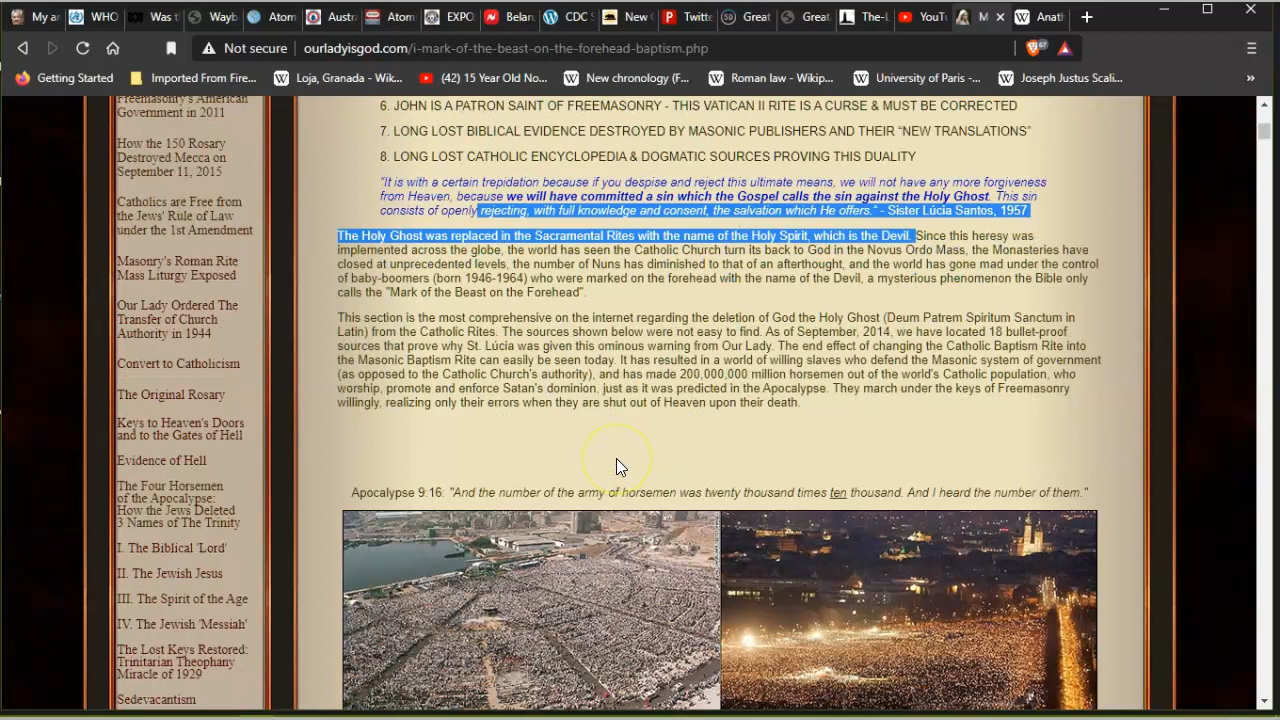 My ar
WHO
Was t
Wayb
Atom
Austr
Atom
EXPO
Belar
CDC
New
Twitte
Great
Great
The-L
YouTu
M
Anath
Not secure
ourladyisgod.com/i-mark-of-the-beast-on-the-forehead-baptism.php
67
Getting Started
Imported From Fire...
Loja, Granada - Wik...
(42) 15 Year Old No...
New chronology (F...
Roman law - Wikip...
University of Paris -...
Joseph Justus Scali...
Freemasonry's American
Government in 2011
How the 150 Rosary
Destroyed Mecca on
September 11, 2015
Catholics are Free from
the Jews' Rule of Law
under the 1st Amendment
Masonry's Roman Rite
Mass Liturgy Exposed
Our Lady Ordered The
Transfer of Church
Authority in 1944
Convert to Catholicism
The Original Rosary
Keys to Heaven's Doors
and to the Gates of Hell
Evidence of Hell
The Four Horsemen
of the Apocalypse:
How the Jews Deleted
3 Names of The Trinity
I. The Biblical 'Lord'
II. The Jewish Jesus
III. The Spirit of the Age
IV. The Jewish 'Messiah'
The Lost Keys Restored:
Trinitarian Theophany
Miracle of 1929
Sedevacantism
6. JOHN IS A PATRON SAINT OF FREEMASONRY - THIS VATICAN II RITE IS A CURSE & MUST BE CORRECTED
7. LONG LOST BIBLICAL EVIDENCE DESTROYED BY MASONIC PUBLISHERS AND THEIR “NEW TRANSLATIONS”
8. LONG LOST CATHOLIC ENCYCLOPEDIA & DOGMATIC SOURCES PROVING THIS DUALITY
"It is with a certain trepidation because if you despise and reject this ultimate means, we will not have any more forgiveness
from Heaven, because we will have committed a sin which the Gospel calls the sin against the Holy Ghost. This sin
consists of openly rejecting, with full knowledge and consent, the salvation which He offers." - Sister Lúcia Santos, 1957
The Holy Ghost was replaced in the Sacramental Rites with the name of the Holy Spirit, which is the Devil. Since this heresy was
implemented across the globe, the world has seen the Catholic Church turn its back to God in the Novus Ordo Mass, the Monasteries have
closed at unprecedented levels, the number of Nuns has diminished to that of an afterthought, and the world has gone mad under the control
of baby-boomers (born 1946-1964) who were marked on the forehead with the name of the Devil, a mysterious phenomenon the Bible only
calls the "Mark of the Beast on the Forehead".
This section is the most comprehensive on the internet regarding the deletion of God the Holy Ghost (Deum Patrem Spiritum Sanctum in
Latin) from the Catholic Rites. The sources shown below were not easy to find. As of September, 2014, we have located 18 bullet-proof
sources that prove why St. Lúcia was given this ominous warning from Our Lady. The end effect of changing the Catholic Baptism Rite into
the Masonic Baptism Rite can easily be seen today. It has resulted in a world of willing slaves who defend the Masonic system of government
(as opposed to the Catholic Church's authority), and has made 200,000,000 million horsemen out of the world's Catholic population, who
worship, promote and enforce Satan's dominion, just as it was predicted in the Apocalypse. They march under the keys of Freemasonry
willingly, realizing only their errors when they are shut out of Heaven upon their death.
Apocalypse 9:16: "And the number of the army of horsemen was twenty thousand times ten thousand. And I heard the number of them."